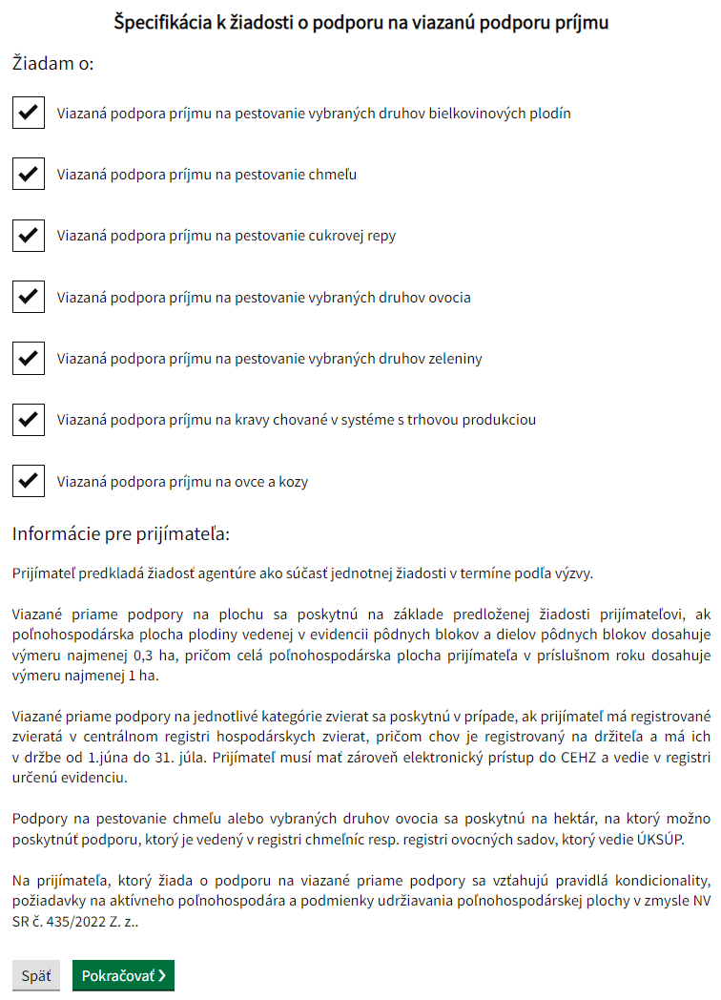 Špecifikácia k žiadosti o podporu na viazanú podporu príjmu
Žiadam o:
Viazaná podpora príjmu na pestovanie vybraných druhov bielkovinových plodín
Viazaná podpora príjmu na pestovanie chmeľu
Viazaná podpora príjmu na pestovanie cukrovej repy
Viazaná podpora príjmu na pestovanie vybraných druhov ovocia
Viazaná podpora príjmu na pestovanie vybraných druhov zeleniny
Viazaná podpora príjmu na kravy chované v systéme s trhovou produkciou
Viazaná podpora príjmu na ovce a kozy
Informácie pre prijímateľa:
Prijímateľ predkladá žiadosť agentúre ako súčasť jednotnej žiadosti v termíne podľa výzvy.
Viazané priame podpory na plochu sa poskytnú na základe predloženej žiadosti prijímateľovi, ak
poľnohospodárska plocha plodiny vedenej v evidencii pôdnych blokov a dielov pôdnych blokov dosahuje
výmeru najmenej 0,3 ha, pričom celá poľnohospodárska plocha prijímateľa v príslušnom roku dosahuje
výmeru najmenej 1 ha.
Viazané priame podpory na jednotlivé kategórie zvierat sa poskytnú v prípade, ak prijímateľ má registrované
zvieratá v centrálnom registri hospodárskych zvierat, pričom chov je registrovaný na držiteľa a má ich
v držbe od 1.júna do 31. júla. Prijímateľ musí mať zároveň elektronický prístup do CEHZ a vedie v registri
určenú evidenciu.
Podpory na pestovanie chmeľu alebo vybraných druhov ovocia sa poskytnú na hektár, na ktorý možno
poskytnúť podporu, ktorý je vedený v registri chmeľníc resp. registri ovocných sadov, ktorý vedie ÚKSÚP.
Na prijímateľa, ktorý žiada o podporu na viazané priame podpory sa vzťahujú pravidlá kondicionality,
požiadavky na aktívneho poľnohospodára a podmienky udržiavania poľnohospodárskej plochy v zmysle NV
SR č. 435/2022 Z. z..
Späť
Pokračovať